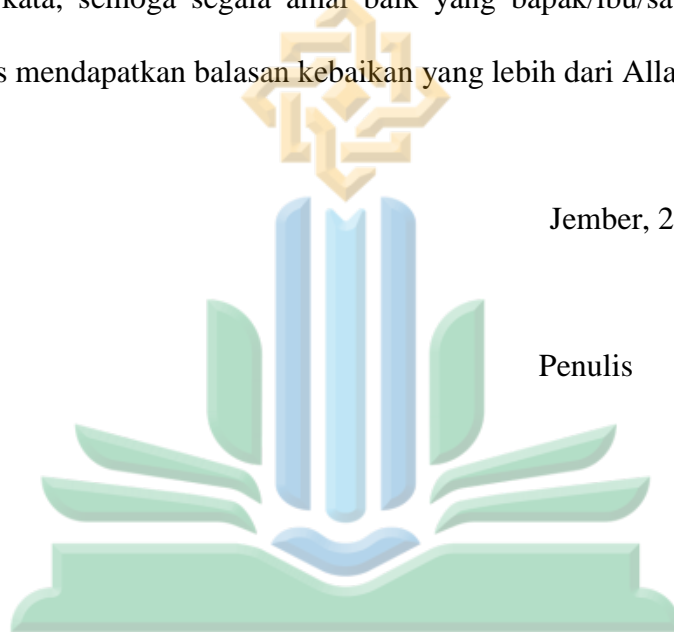 kata, semoga segala amal baik yang bapak/ibu/sa
s mendapatkan balasan kebaikan yang lebih dari Alla
Jember, 2
Penulis